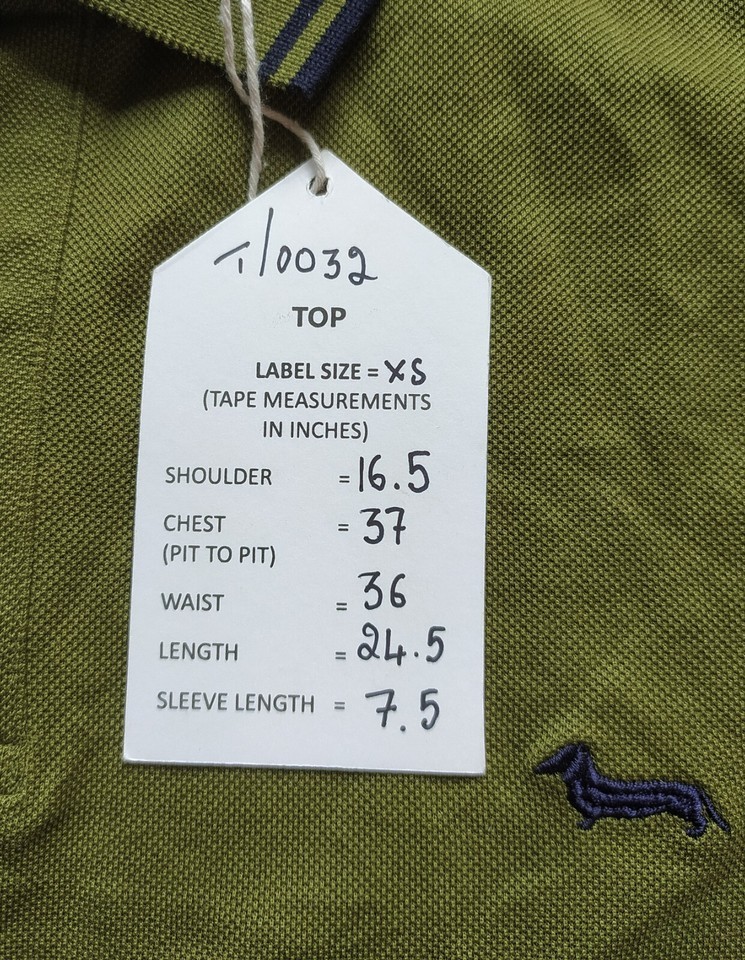 T/0032
TOP
LABEL SIZE = XS
(TAPE MEASUREMENTS
IN INCHES)
SHOULDER = 16.5
CHEST = 37
(PIT TO PIT)
WAIST = 36
LENGTH = 24.5
SLEEVE LENGTH = 7.5